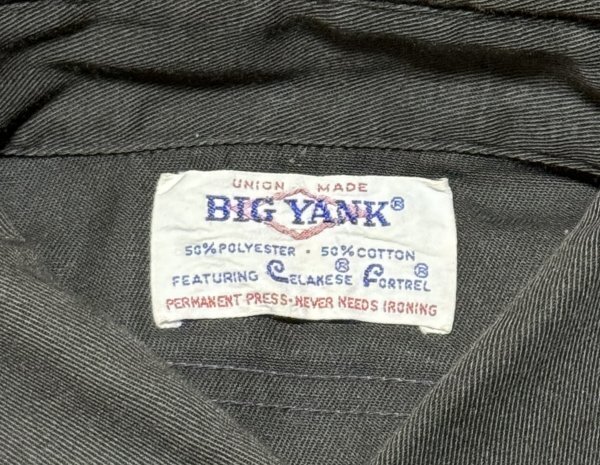 UNION MADE
BIG YANK®
50% POLYESTER · 50% COTTON
FEATURING Celanese® Fortrel®
PERMANENT PRESS-NEVER NEEDS IRONING